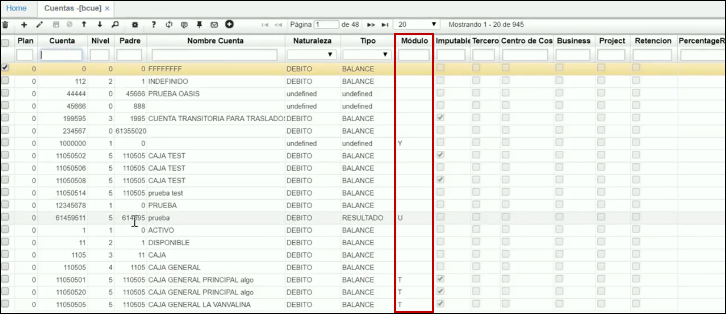 Home Cuentas -[bcue] ×
Página 1 de 48 20 Mostrando 1 - 20 de 945
Plan Cuenta Nivel Padre Nombre Cuenta Naturaleza Tipo Módulo Imputable Tercero Centro de Cos Business Project Retencion PercentageR
0 0 0 0 FFFFFFFF DEBITO BALANCE
0 112 2 1 INDEFINIDO DEBITO BALANCE
0 44444 0 45666 PRUEBA OASIS undefined undefined
0 45666 0 888 undefined undefined
0 199595 3 1995 CUENTA TRANSITORIA PARA TRASLADOS DEBITO BALANCE
0 234567 0 61355020 DEBITO BALANCE
0 1000000 1 0 undefined undefined Y
0 11050502 5 110505 CAJA TEST DEBITO BALANCE
0 11050506 5 110505 CAJA TEST DEBITO BALANCE
0 11050508 5 110505 CAJA TEST DEBITO BALANCE
0 11050514 5 110505 prueba test DEBITO BALANCE
0 12345678 1 0 PRUEBA DEBITO BALANCE
0 61459511 5 614595 prueba DEBITO RESULTADO U
0 1 1 0 ACTIVO DEBITO BALANCE
0 11 2 1 DISPONIBLE DEBITO BALANCE
0 1105 3 11 CAJA DEBITO BALANCE
0 110505 4 1105 CAJA GENERAL DEBITO BALANCE
0 11050501 5 110505 CAJA GENERAL PRINCIPAL algo DEBITO BALANCE T
0 11050520 5 110505 CAJA GENERAL PRINCIPAL algo DEBITO BALANCE T
0 11050505 5 110505 CAJA GENERAL LA VANVALINA DEBITO BALANCE T